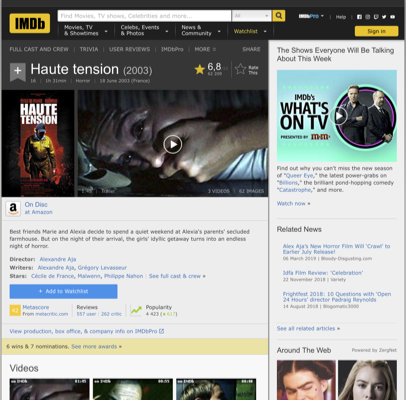 IMDb
Find Movies, TV shows, Celebrities and more...
All
IMDbPro
Help
Movies, TV
& Showtimes
Celebs, Events
& Photos
News &
Community
Watchlist
Sign in
FULL CAST AND CREW | TRIVIA | USER REVIEWS | IMDbPro | MORE
SHARE
Haute tension (2003)
6,8
Rate
This
16 | 1h 31min | Horror | 18 June 2003 (France)
HAUTE
TENSION
3 VIDEOS | 62 IMAGES
On Disc
at Amazon
Best friends Marie and Alexia decide to spend a quiet weekend at Alexia's parents' secluded
farmhouse. But on the night of their arrival, the girls' idyllic getaway turns into an endless
night of horror.
Director: Alexandre Aja
Writers: Alexandre Aja, Grégory Levasseur
Stars: Cécile de France, Maïwenn, Philippe Nahon | See full cast & crew »
+ Add to Watchlist
42
Metascore
From metacritic.com
Reviews
557 user | 262 critic
Popularity
View production, box office, & company info on IMDbPro
6 wins & 7 nominations. See more awards »
Videos
The Shows Everyone Will Be Talking
About This Week
IMDb's
WHAT'S
ON TV
PRESENTED BY
Find out why you can't miss the new season
of "Queer Eye," the latest power-grabs on
"Billions," the brilliant pond-hopping comedy
"Catastrophe," and more.
Watch now »
Related News
Alex Aja's New Horror Film Will 'Crawl' to
Earlier July Release!
06 March 2019 | Bloody-Disgusting.com
Idfa Film Review: 'Celebration'
22 November 2018 | Variety
Frightfest 2018: 10 Questions with 'Open
24 Hours' director Padraig Reynolds
14 August 2018 | Blogomatic3000
See all related articles »
Around The Web
Powered by ZergNet